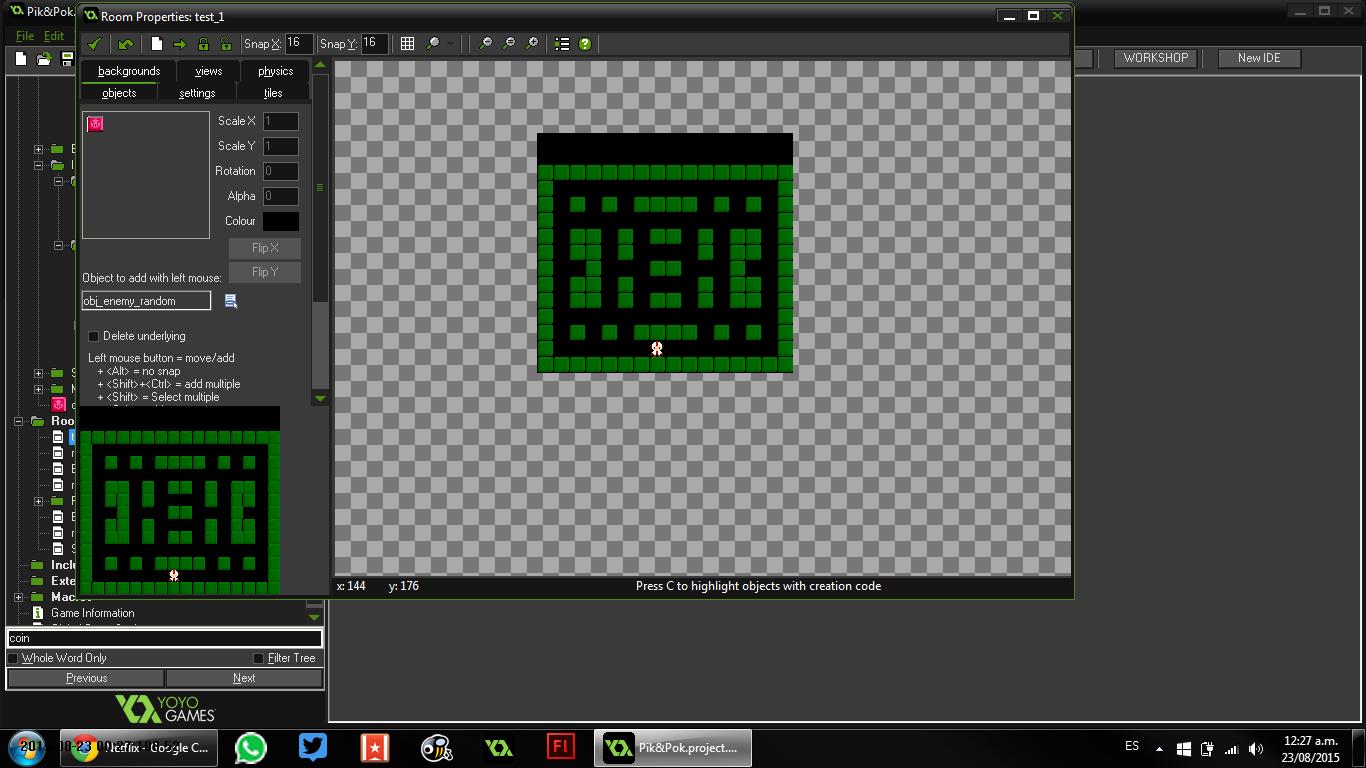 Pik&Pok.
Room Properties: test_1
File Edit
Snap X: 16 Snap Y: 16
WORKSHOP
New IDE
backgrounds views physics
objects settings tiles
Scale X 1
Scale Y 1
Rotation 0
Alpha 0
Colour
Flip X
Flip Y
Object to add with left mouse:
obj_enemy_random
Delete underlying
Left mouse button = move/add
+ <Alt> = no snap
+ <Shift>+<Ctrl> = add multiple
+ <Shift> = Select multiple
Roo
Inclu
Exte
Mac
Game Information
x: 144 y: 176
Press C to highlight objects with creation code
coin
Whole Word Only
Filter Tree
Previous
Next
YOYO
GAMES
Netflix - Google C...
Fl
Pik&Pok.project....
ES
12:27 a.m.
23/08/2015